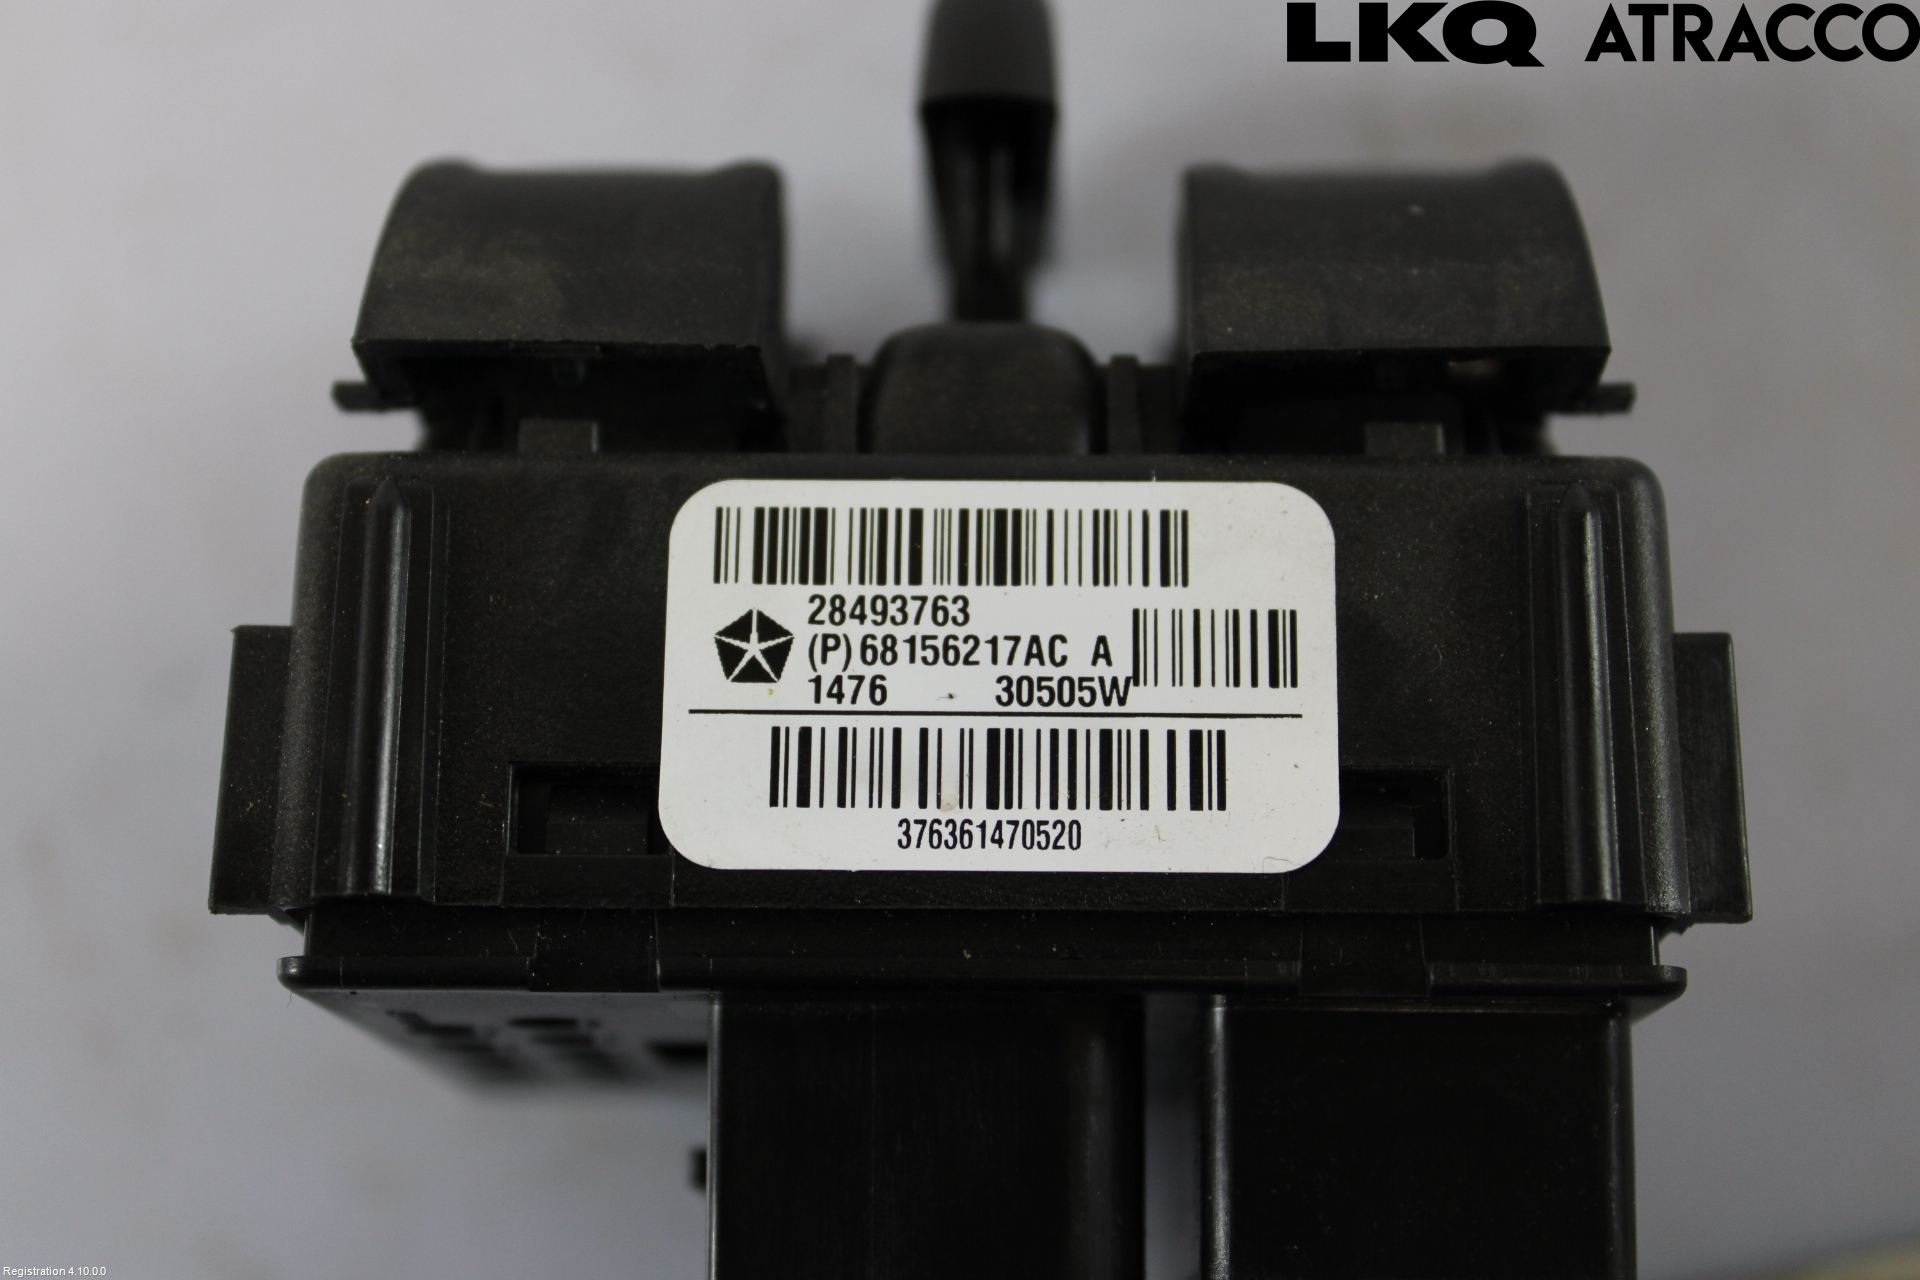 LKQ ATRACCO
28493763
(P)68156217AC A
1476 30505W
376361470520
Registration 4.10.0.0